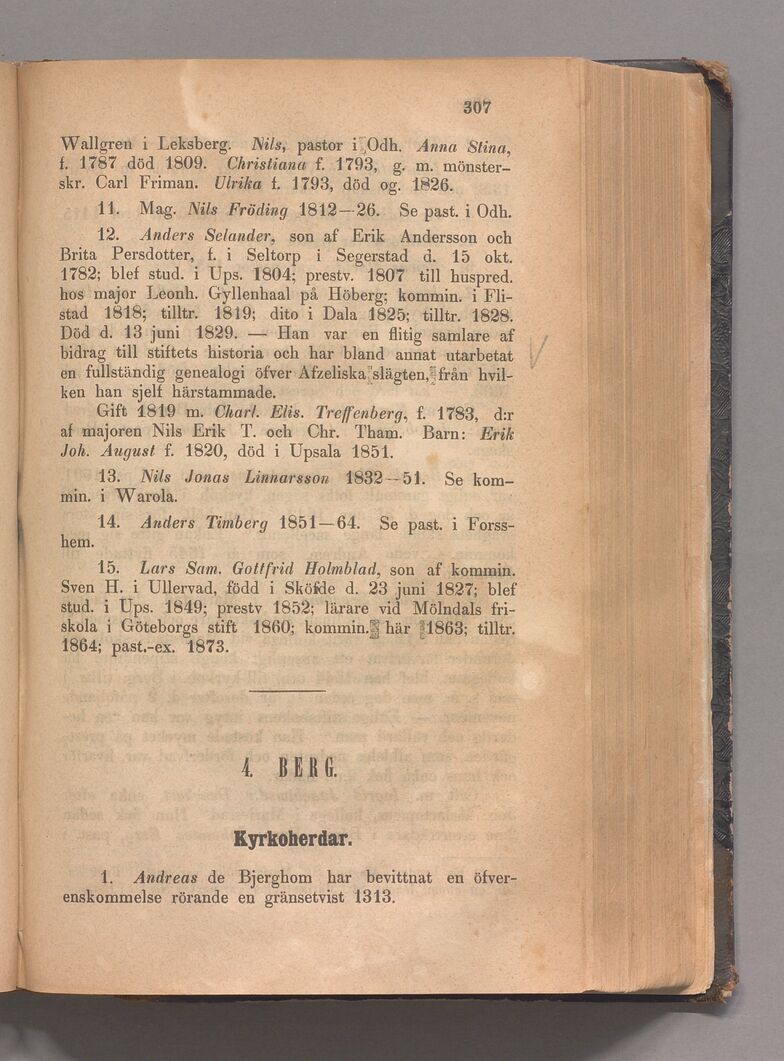 307
Wallgren i Leksberg. Nils, pastor i Odh. Anna Stina,
f. 1787 död 1809. Christiana f. 1793, g. m. mönster-
skr. Carl Friman. Ulrika f. 1793, död og. 1826.
11. Mag. Nils Fröding 1812—26. Se past. i Odh.
12. Anders Selander, son af Erik Andersson och
Brita Persdotter, f. i Seltorp i Segerstad d. 15 okt.
1782; blef stud. i Ups. 1804; prestv. 1807 till huspred.
hos major Leonh. Gyllenhaal på Höberg; kommin. i Fli-
stad 1818; tilltr. 1819; dito i Dala 1825; tilltr. 1828.
Död d. 13 juni 1829. — Han var en flitig samlare af
bidrag till stiftets historia och har bland annat utarbetat
en fullständig genealogi öfver Afzeliska slägten, från hvil-
ken han sjelf härstammade.
Gift 1819 m. Charl. Elis. Treffenberg, f. 1783, d:r
af majoren Nils Erik T. och Chr. Tham. Barn: Erik
Joh. August f. 1820, död i Upsala 1851.
13. Nils Jonas Linnarsson 1832—51. Se kom-
min. i Warola.
14. Anders Timberg 1851—64. Se past. i Forss-
hem.
15. Lars Sam. Gottfrid Holmblad, son af kommin.
Sven H. i Ullervad, född i Sköfde d. 23 juni 1827; blef
stud. i Ups. 1849; prestv 1852; lärare vid Mölndals fri-
skola i Göteborgs stift 1860; kommin. här 1863; tilltr.
1864; past.-ex. 1873.
4. BERG.
Kyrkoherdar.
1. Andreas de Bjerghom har bevittnat en öfver-
enskommelse rörande en gränsetvist 1313.